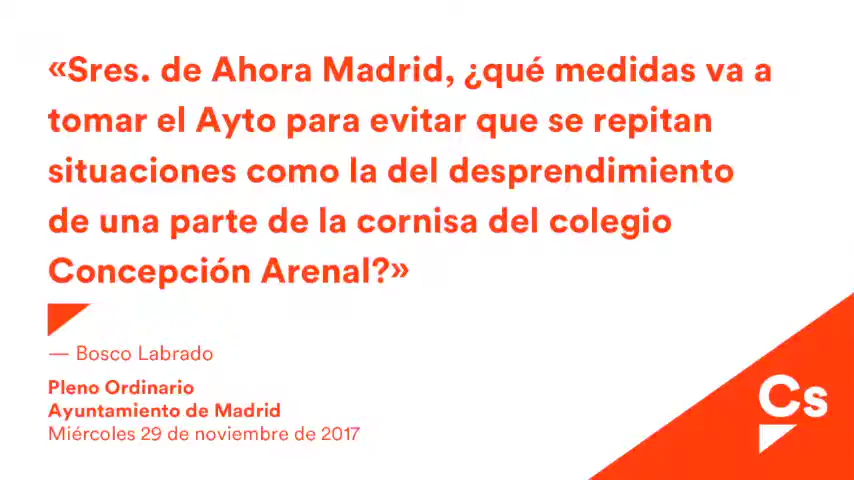 «Sres. de Ahora Madrid, ¿qué medidas va a
tomar el Ayto para evitar que se repitan
situaciones como la del desprendimiento
de una parte de la cornisa del colegio
Concepción Arenal?»
— Bosco Labrado
Pleno Ordinario
Ayuntamiento de Madrid
Miércoles 29 de noviembre de 2017
Cs